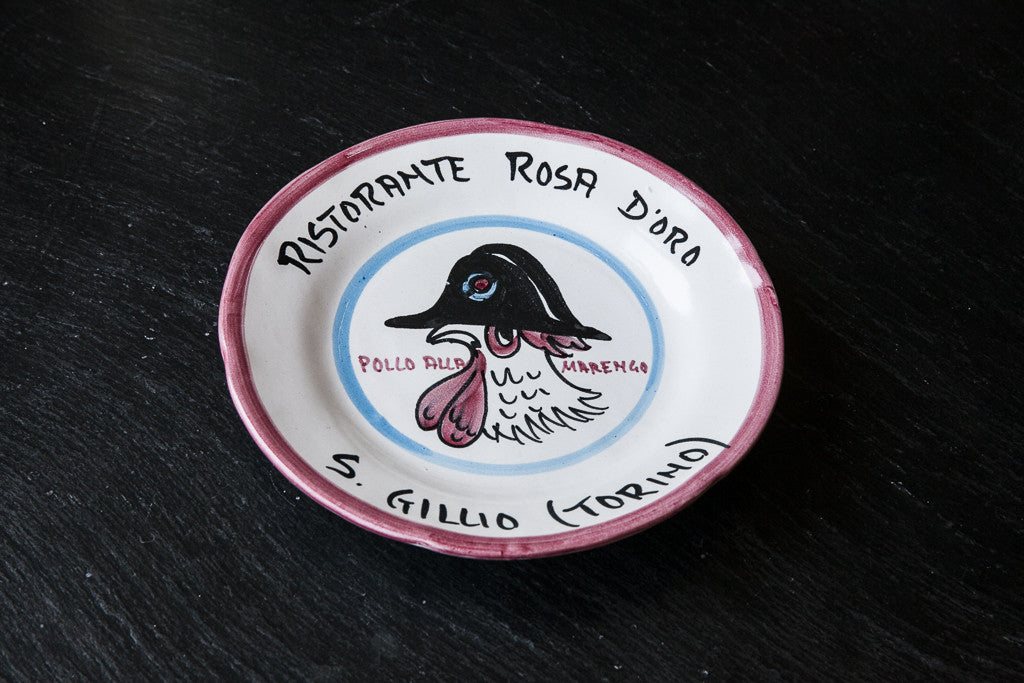 RISTORANTE ROSA D'ORO
POLLO ALLA MARENGO
S. GILLIO (TORINO)